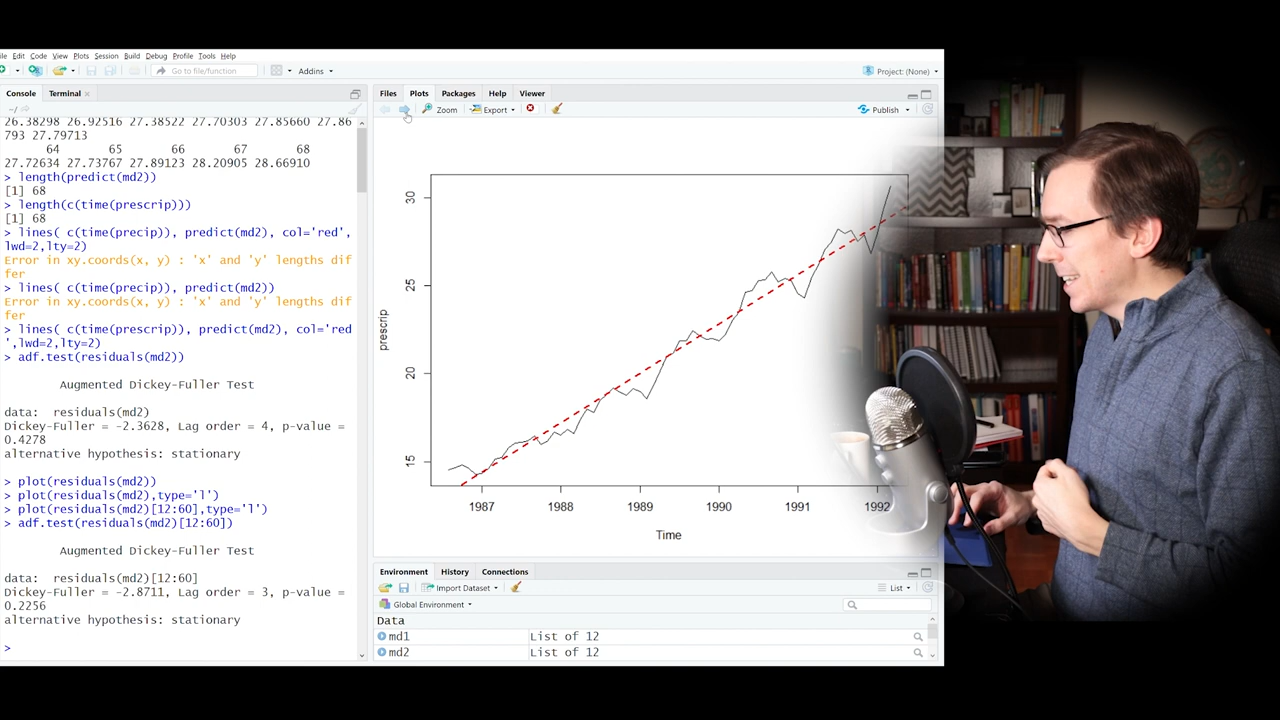 ile Edit Code View Plots Session Build Debug Profile Tools Help
Go to file/function Addins Project: (None)
Console Terminal
~/
26.38298 26.92516 27.38522 27.70303 27.85660 27.86
793 27.79713
64 65 66 67 68
27.72634 27.73767 27.89123 28.20905 28.66910
> length(predict(md2))
[1] 68
> length(c(time(prescrip)))
[1] 68
> lines( c(time(precip)), predict(md2), col='red',
lwd=2,lty=2)
Error in xy.coords(x, y) : 'x' and 'y' lengths dif
fer
> lines( c(time(precip)), predict(md2))
Error in xy.coords(x, y) : 'x' and 'y' lengths dif
fer
> lines( c(time(prescrip)), predict(md2), col='red
',lwd=2,lty=2)
> adf.test(residuals(md2))
Augmented Dickey-Fuller Test
data: residuals(md2)
Dickey-Fuller = -2.3628, Lag order = 4, p-value =
0.4278
alternative hypothesis: stationary
> plot(residuals(md2))
> plot(residuals(md2),type='l')
> plot(residuals(md2)[12:60],type='l')
> adf.test(residuals(md2)[12:60])
Augmented Dickey-Fuller Test
data: residuals(md2)[12:60]
Dickey-Fuller = -2.8711, Lag order = 3, p-value =
0.2256
alternative hypothesis: stationary
>
Files Plots Packages Help Viewer
Zoom Export Publish
30
25
20
15
prescrip
1987 1988 1989 1990 1991 1992
Time
Environment History Connections
Import Dataset List
Global Environment
Data
md1 List of 12
md2 List of 12